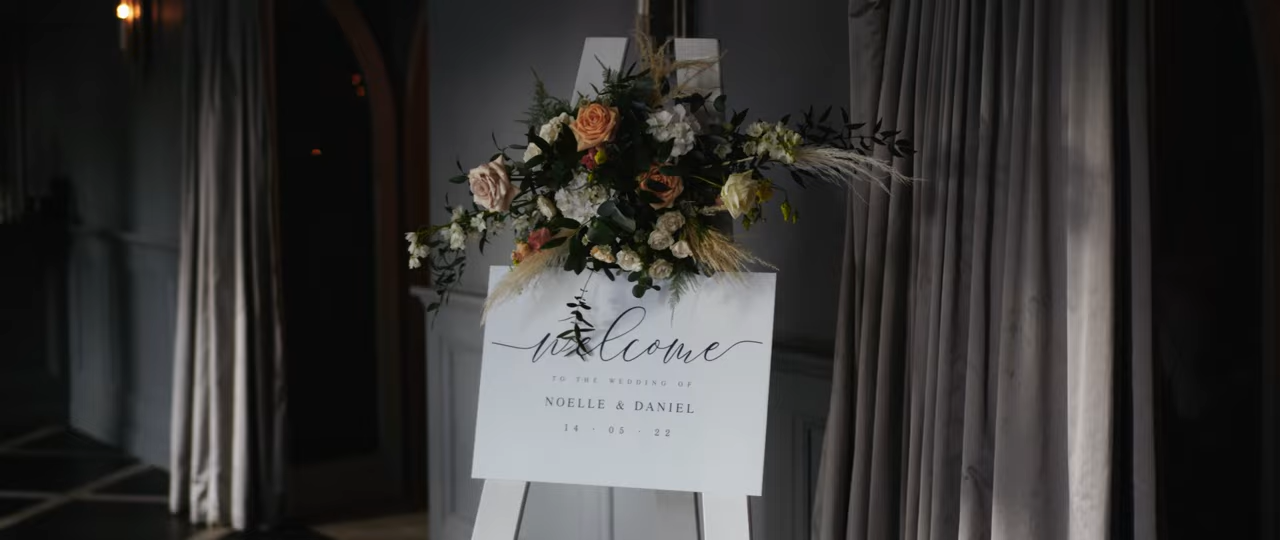 welcome
TO THE WEDDING OF
NOELLE & DANIEL
14 · 05 · 22